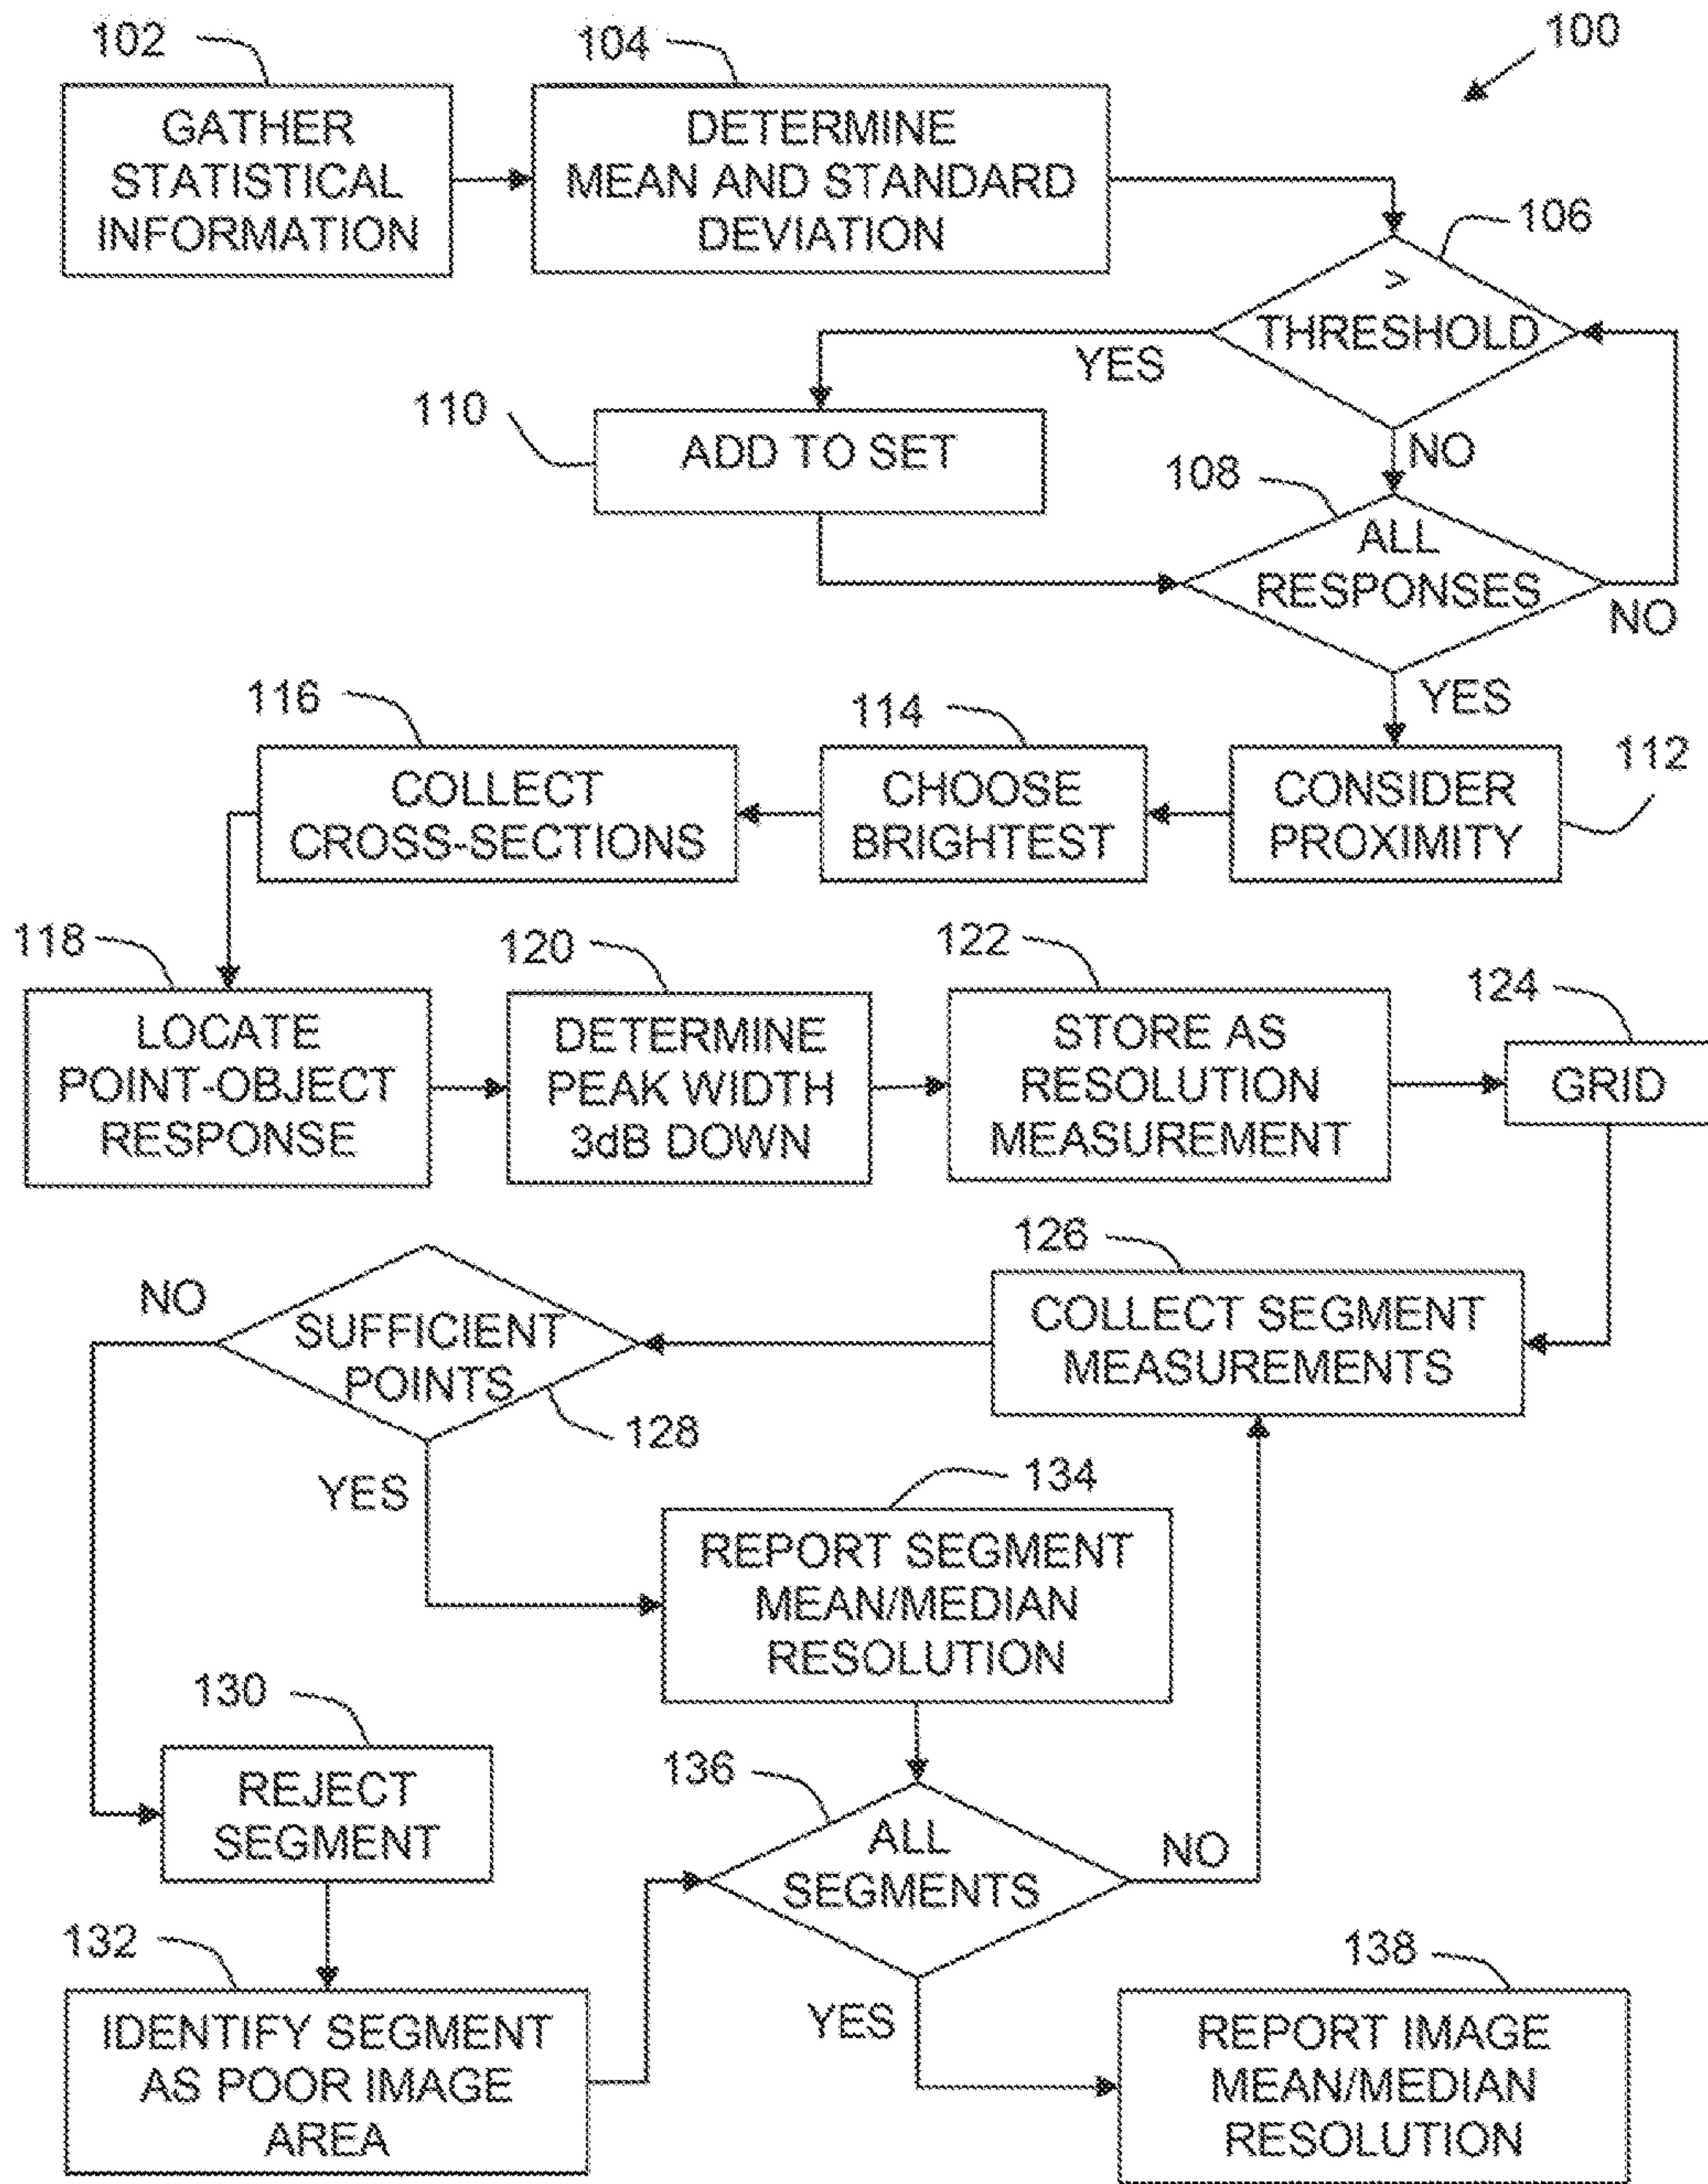 102
104
100
GATHER
STATISTICAL
INFORMATION
DETERMINE
MEAN AND STANDARD
DEVIATION
106
>
THRESHOLD
YES
110
ADD TO SET
NO
108
ALL
RESPONSES
NO
YES
116
114
112
COLLECT
CROSS-SECTIONS
CHOOSE
BRIGHTEST
CONSIDER
PROXIMITY
118
120
122
124
LOCATE
POINT-OBJECT
RESPONSE
DETERMINE
PEAK WIDTH
3dB DOWN
STORE AS
RESOLUTION
MEASUREMENT
GRID
126
NO
SUFFICIENT
POINTS
COLLECT SEGMENT
MEASUREMENTS
128
YES
134
REPORT SEGMENT
MEAN/MEDIAN
RESOLUTION
130
REJECT
SEGMENT
136
ALL
SEGMENTS
NO
132
IDENTIFY SEGMENT
AS POOR IMAGE
AREA
YES
138
REPORT IMAGE
MEAN/MEDIAN
RESOLUTION